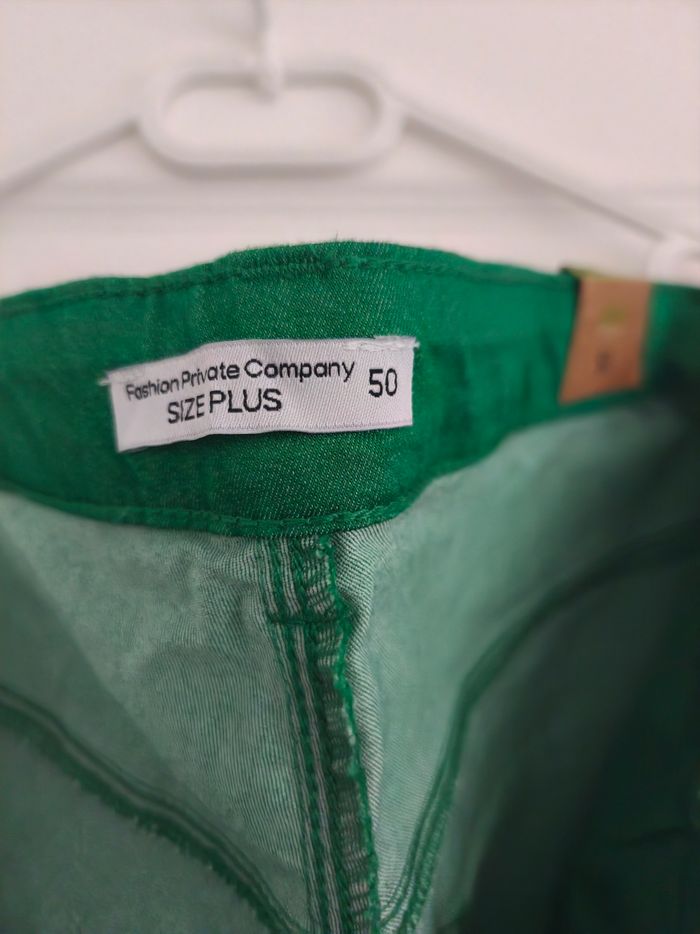 Fashion Private Company
SIZE PLUS 50